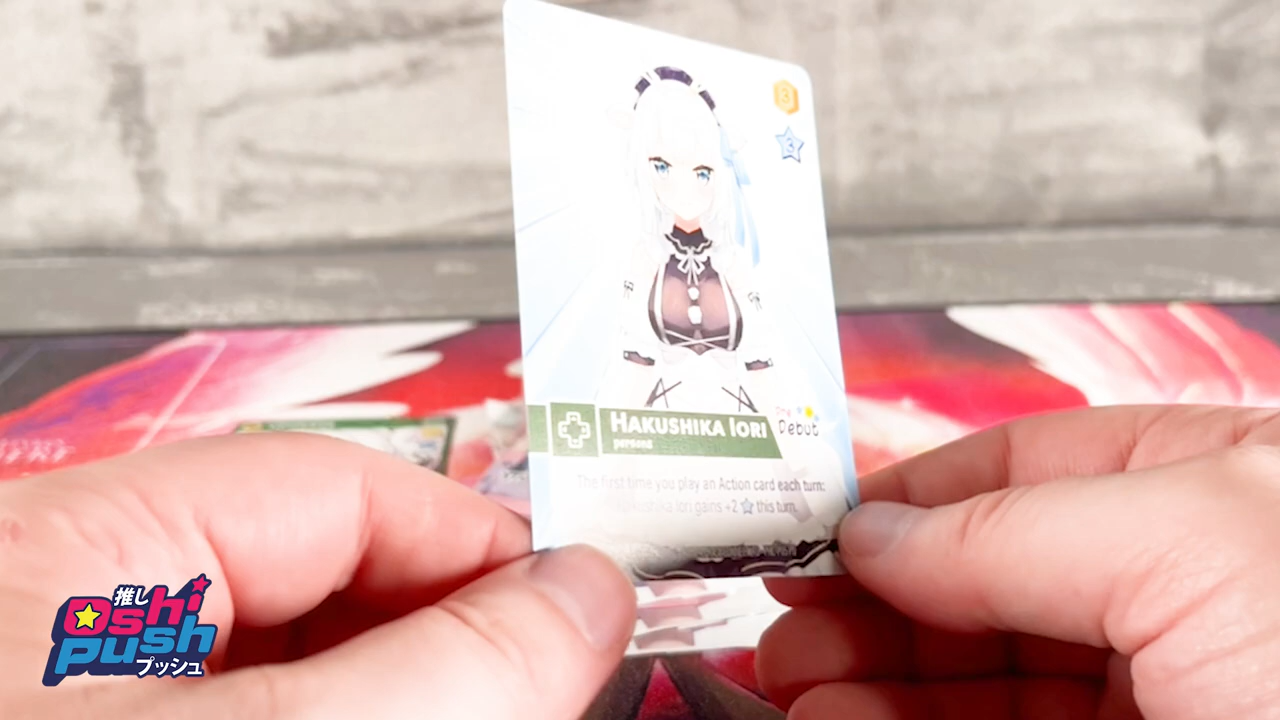 3
3
HAKUSHIKA IORI
persona
One
Debut
The first time you play an Action card each turn:
Hakushika Iori gains +2 this turn.
推し
Oshi
push
プッシュ